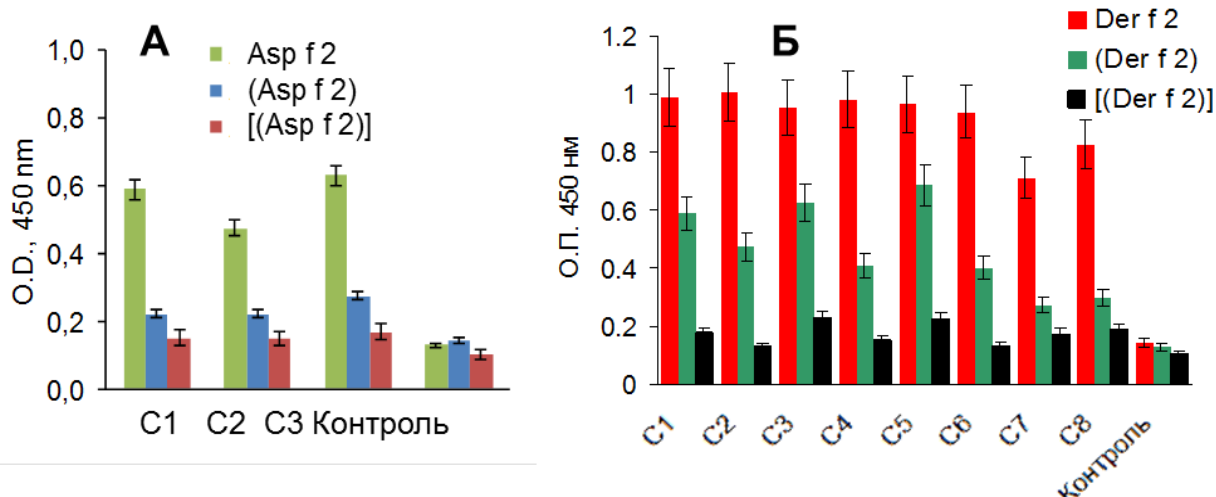 А
Asp f 2
(Asp f 2)
[(Asp f 2)]
O.D., 450 nm
1,0
0,8
0,6
0,4
0,2
0,0
C1 C2 C3 Контроль
Б
Der f 2
(Der f 2)
[(Der f 2)]
О.П. 450 нм
1.2
1
0.8
0.6
0.4
0.2
0
C1
C2
C3
C4
C5
C6
C7
C8
Контроль